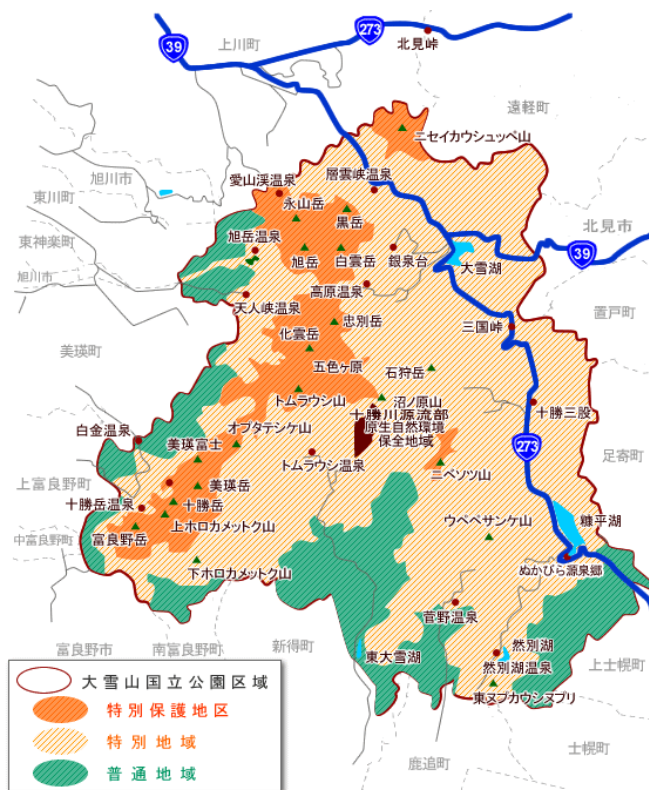 273
39
上川町
北見峠
遠軽町
ニセイカウシュッペ山
愛山渓温泉
層雲峡温泉
旭川市
東川町
永山岳
黒岳
北見市
東神楽町
旭岳温泉
旭岳
白雲岳
銀泉台
大雪湖
39
旭川市
高原温泉
天人峡温泉
置戸町
忠別岳
三国峠
化雲岳
美瑛町
五色ヶ原
石狩岳
トムラウシ山
沼ノ原山
十勝川源流部
原生自然環境
保全地域
十勝三股
白金温泉
オプタテシケ山
美瑛富士
273
トムラウシ温泉
ニペソツ山
足寄町
上富良野町
美瑛岳
十勝岳温泉
十勝岳
上ホロカメットク山
ウペペサンケ山
糠平湖
中富良野町
富良野岳
下ホロカメットク山
ぬかびら源泉郷
菅野温泉
富良野市
南富良野町
新得町
東大雪湖
然別湖
然別湖温泉
上士幌町
東ヌプカウシヌプリ
士幌町
鹿追町
大雪山国立公園区域
特別保護地区
特別地域
普通地域